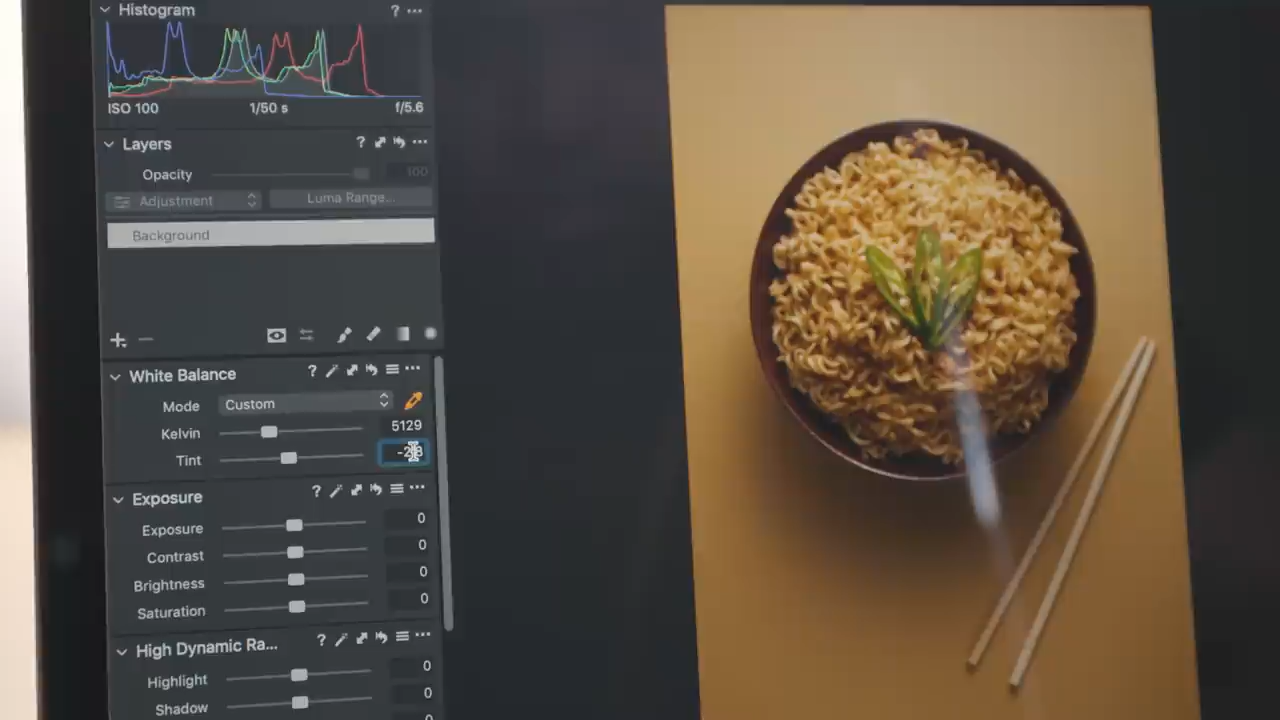 Histogram ? ...
ISO 100 1/50 s f/5.6
Layers ? ...
Opacity 100
Adjustment Luma Range...
Background
White Balance ? ...
Mode Custom
Kelvin 5129
Tint
Exposure ? ...
Exposure 0
Contrast 0
Brightness 0
Saturation 0
High Dynamic Ra... ? ...
Highlight 0
Shadow 0